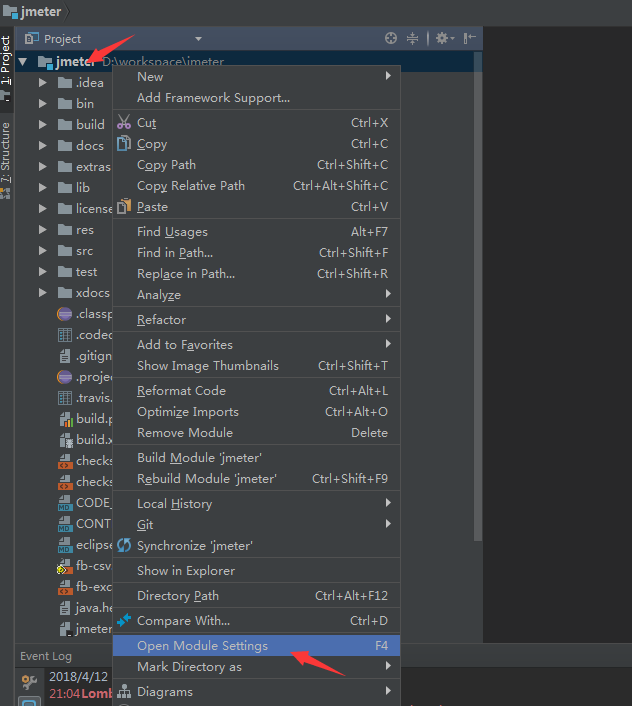 jmeter
1: Project
7: Structure
Project
jmeter D:\workspace\jmeter
.idea
bin
build
docs
extras
lib
license
res
src
test
xdocs
.classp
.codec
.gitign
.projec
.travis.
build.p
build.x
checks
checks
CODE_
CONT
eclipse
fb-csv
fb-exc
java.he
jmeter
New
Add Framework Support...
Cut Ctrl+X
Copy Ctrl+C
Copy Path Ctrl+Shift+C
Copy Relative Path Ctrl+Alt+Shift+C
Paste Ctrl+V
Find Usages Alt+F7
Find in Path... Ctrl+Shift+F
Replace in Path... Ctrl+Shift+R
Analyze
Refactor
Add to Favorites
Show Image Thumbnails Ctrl+Shift+T
Reformat Code Ctrl+Alt+L
Optimize Imports Ctrl+Alt+O
Remove Module Delete
Build Module 'jmeter'
Rebuild Module 'jmeter' Ctrl+Shift+F9
Local History
Git
Synchronize 'jmeter'
Show in Explorer
Directory Path Ctrl+Alt+F12
Compare With... Ctrl+D
Open Module Settings F4
Mark Directory as
Diagrams
Event Log
2018/4/12
21:04 Lomb